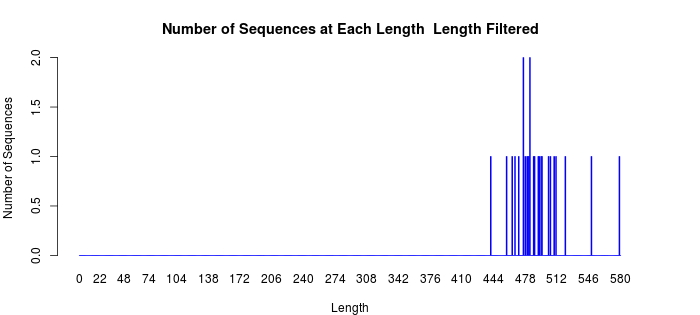 Number of Sequences at Each Length  Length Filtered
Number of Sequences
2.0
1.5
1.0
0.5
0.0
0 22 48 74 104 138 172 206 240 274 308 342 376 410 444 478 512 546 580
Length